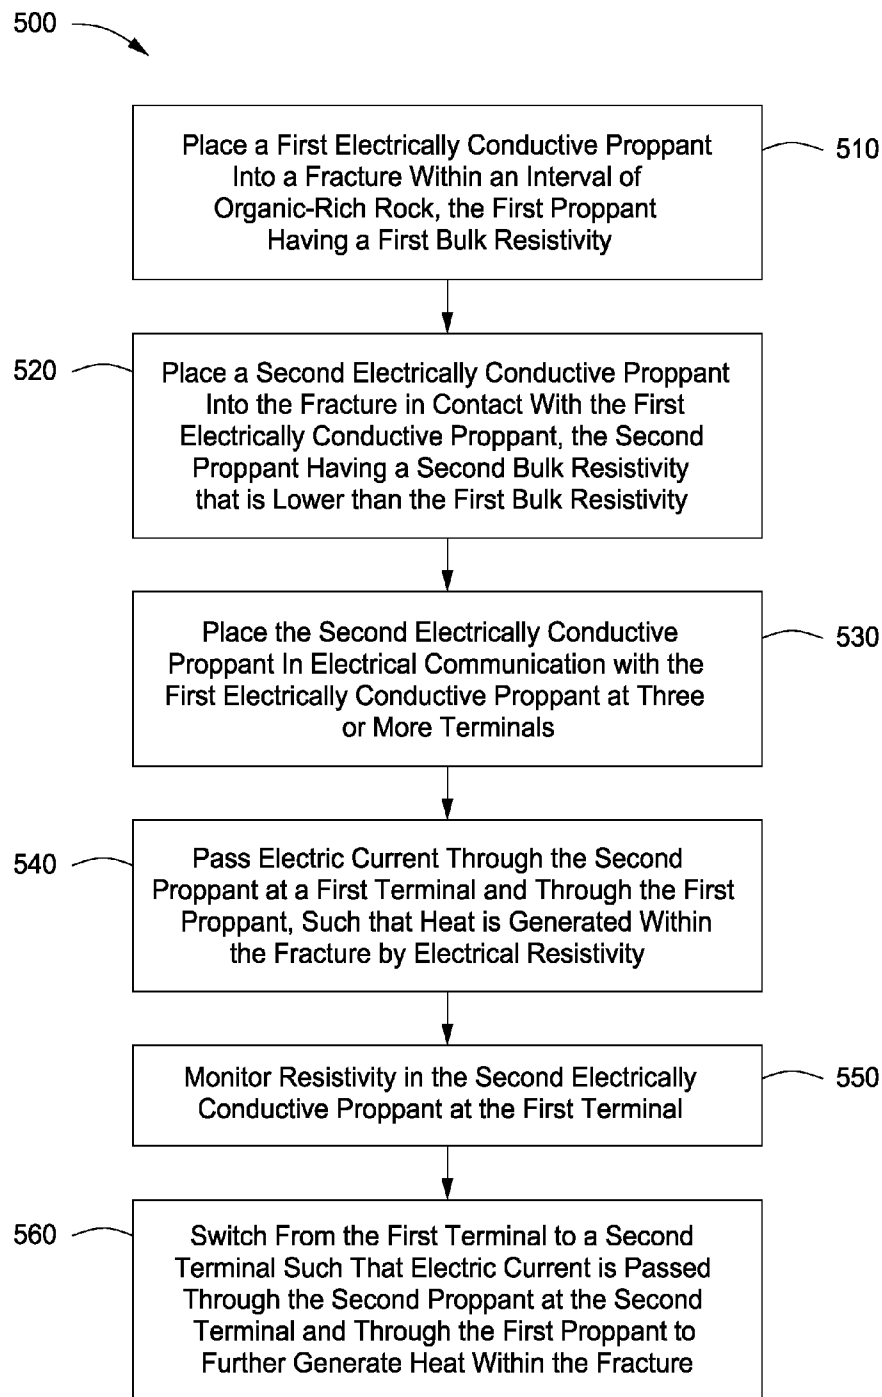 500
Place a First Electrically Conductive Proppant
Into a Fracture Within an Interval of
Organic-Rich Rock, the First Proppant
Having a First Bulk Resistivity
510
520
Place a Second Electrically Conductive Proppant
Into the Fracture in Contact With the First
Electrically Conductive Proppant, the Second
Proppant Having a Second Bulk Resistivity
that is Lower than the First Bulk Resistivity
Place the Second Electrically Conductive
Proppant In Electrical Communication with the
First Electrically Conductive Proppant at Three
or More Terminals
530
540
Pass Electric Current Through the Second
Proppant at a First Terminal and Through the First
Proppant, Such that Heat is Generated Within
the Fracture by Electrical Resistivity
Monitor Resistivity in the Second Electrically
Conductive Proppant at the First Terminal
550
560
Switch From the First Terminal to a Second
Terminal Such That Electric Current is Passed
Through the Second Proppant at the Second
Terminal and Through the First Proppant to
Further Generate Heat Within the Fracture